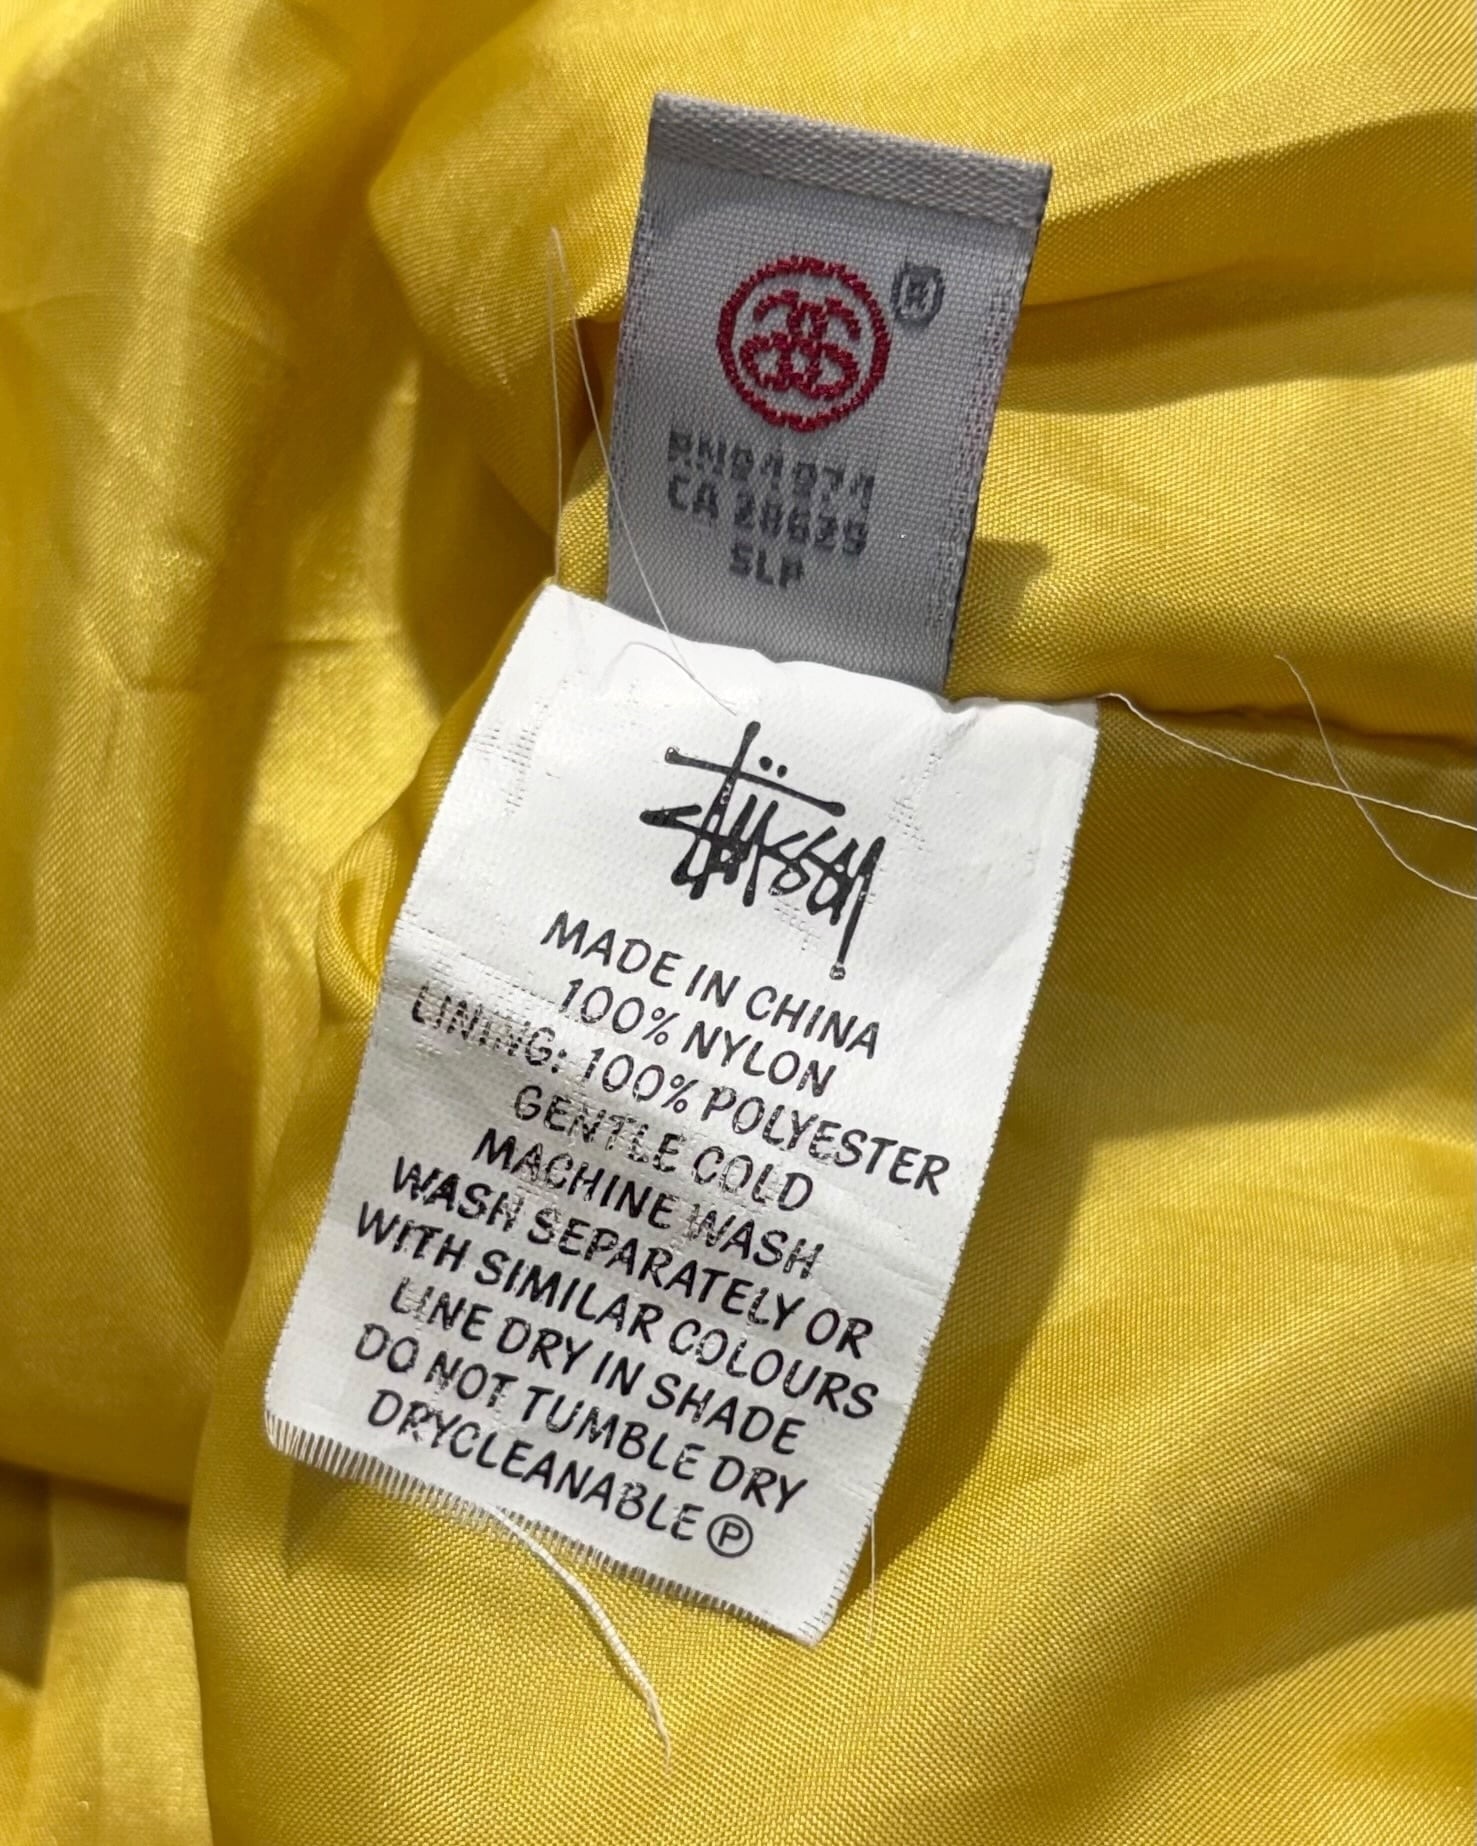 ®
RN94974
CA 28629
SLP
Stüssy
MADE IN CHINA
100% NYLON
LINING: 100% POLYESTER
GENTLE COLD
MACHINE WASH
WASH SEPARATELY OR
WITH SIMILAR COLOURS
LINE DRY IN SHADE
DO NOT TUMBLE DRY
DRYCLEANABLE Ⓟ